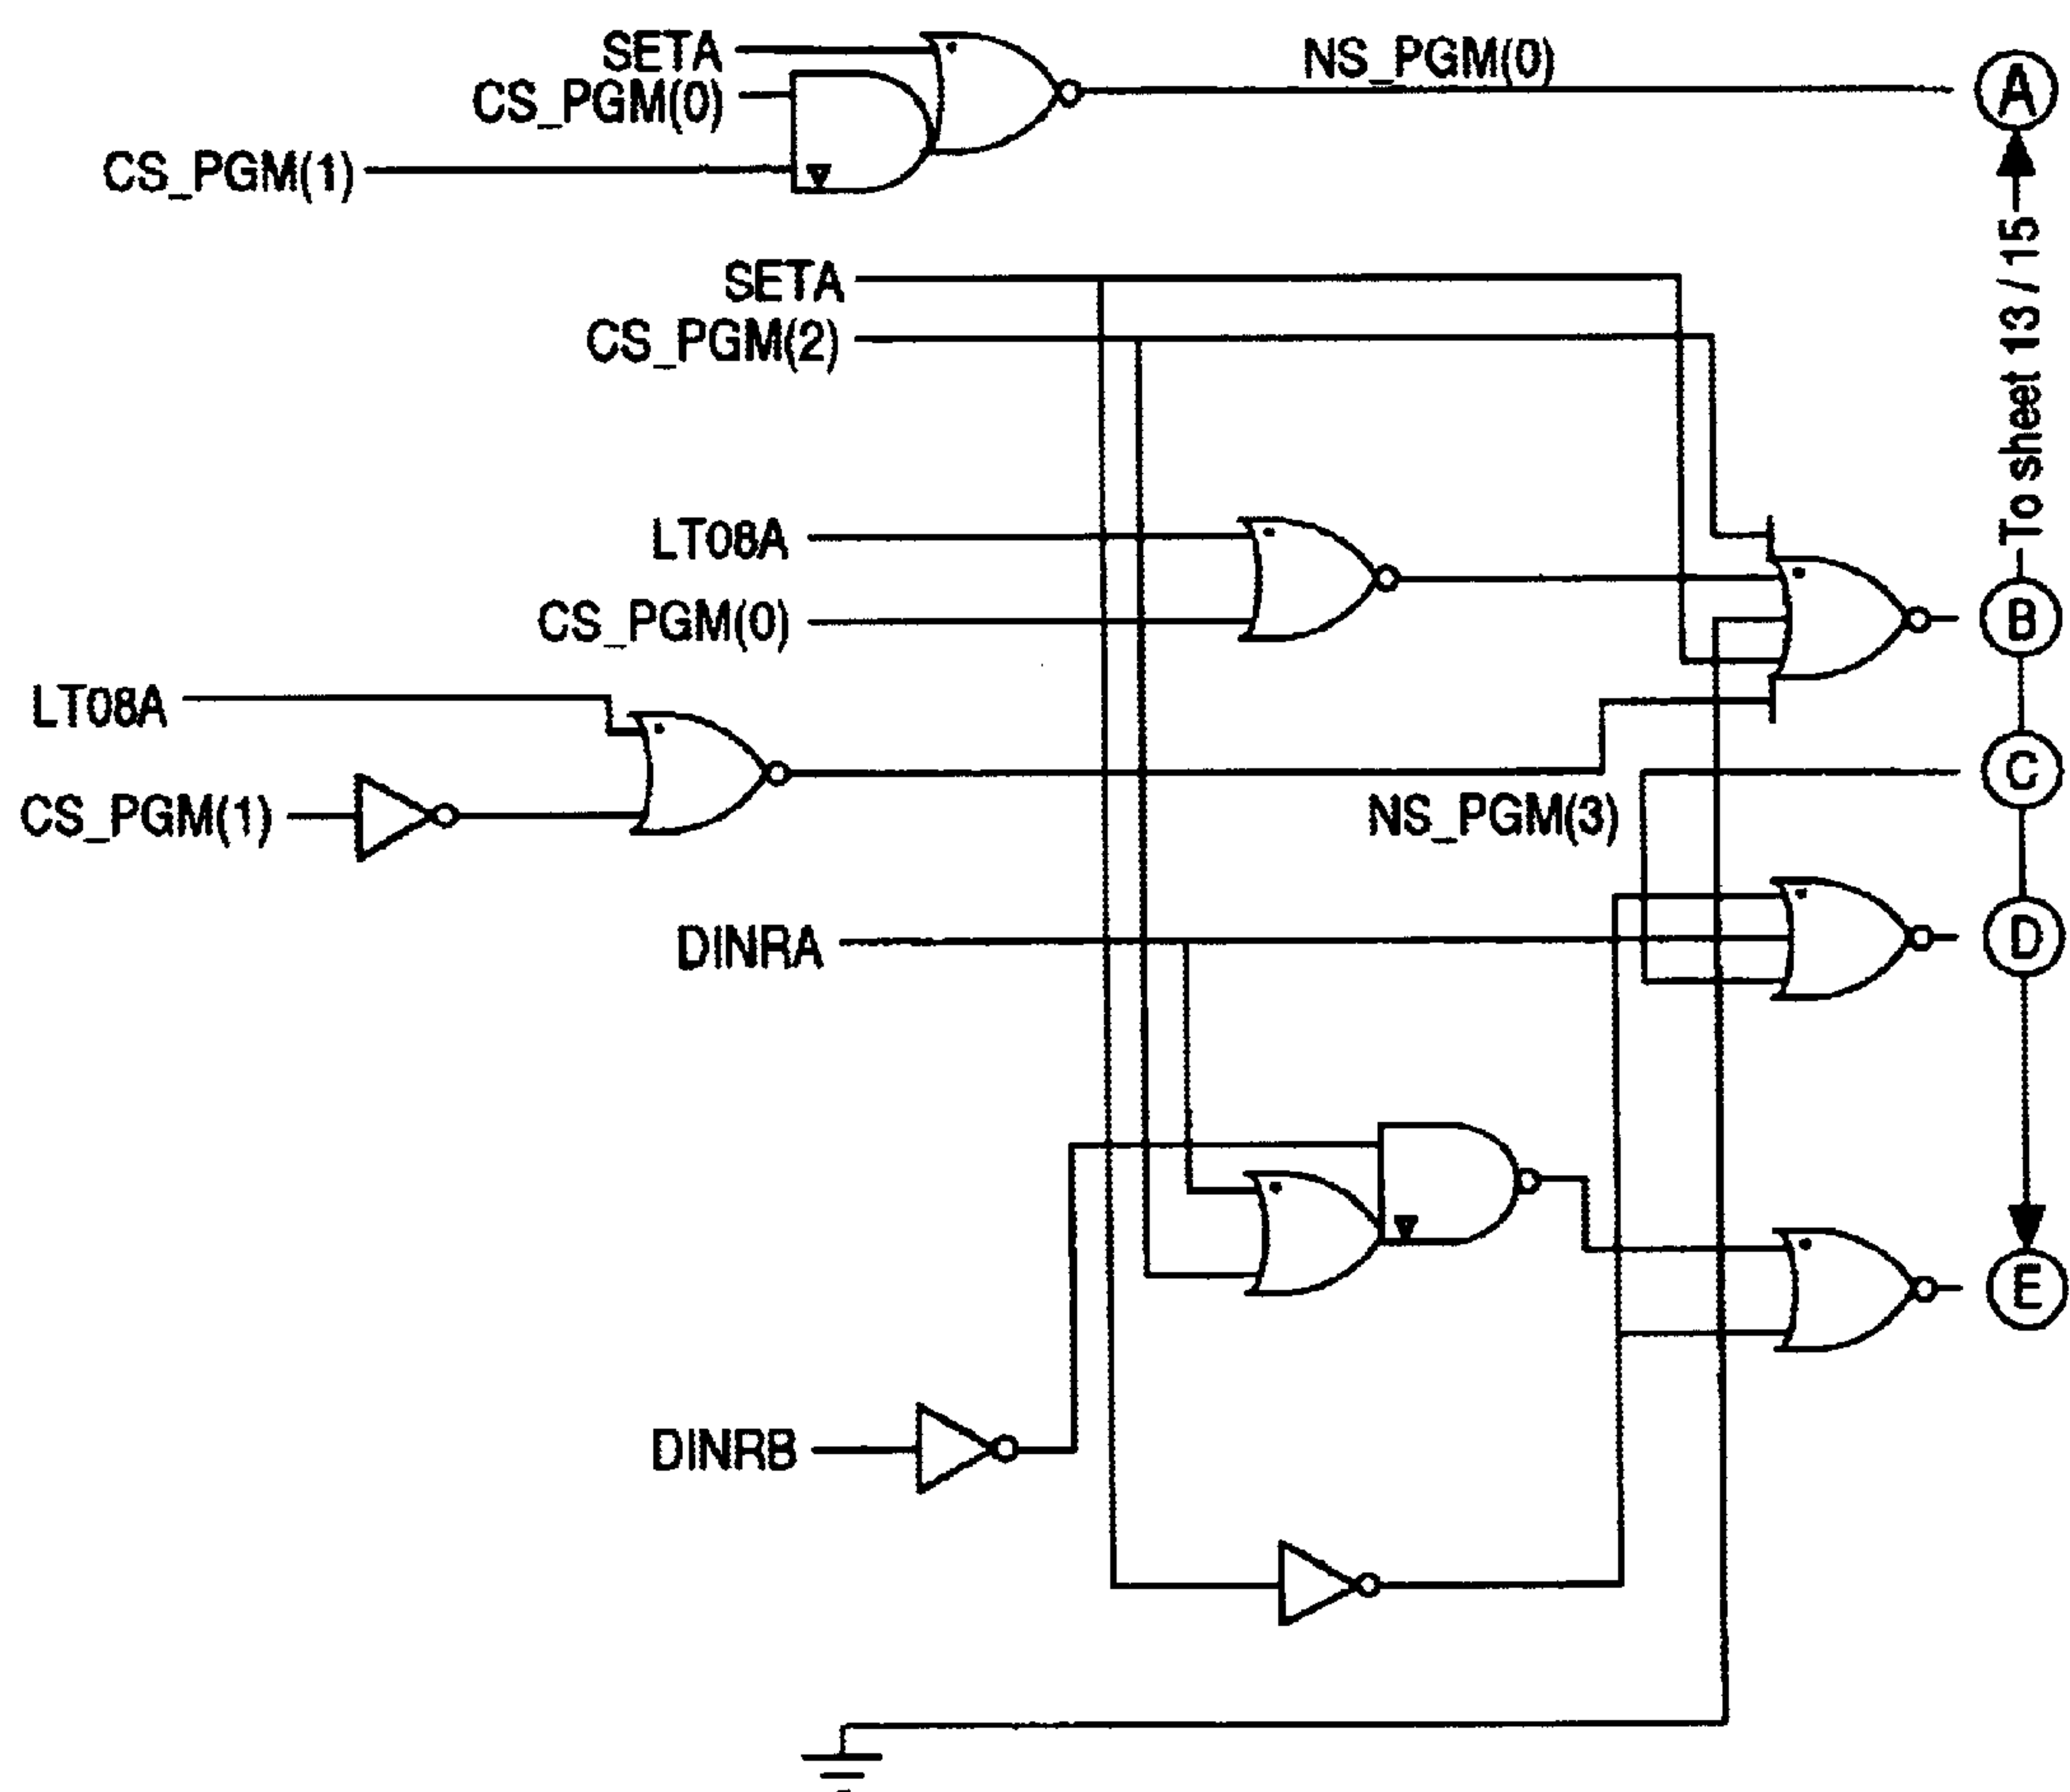 SETA
CS_PGM(0)
CS_PGM(1)
NS_PGM(0)
A
To sheet 13 / 15
SETA
CS_PGM(2)
LT08A
CS_PGM(0)
B
LT08A
CS_PGM(1)
NS_PGM(3)
C
DINRA
D
E
DINRB